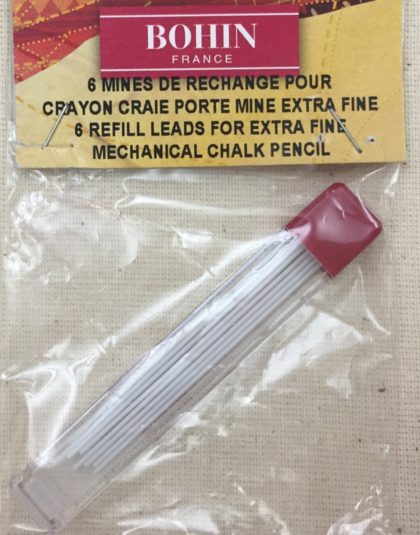 BOHIN
FRANCE
6 MINES DE RECHANGE POUR
CRAYON CRAIE PORTE MINE EXTRA FINE
6 REFILL LEADS FOR EXTRA FINE
MECHANICAL CHALK PENCIL